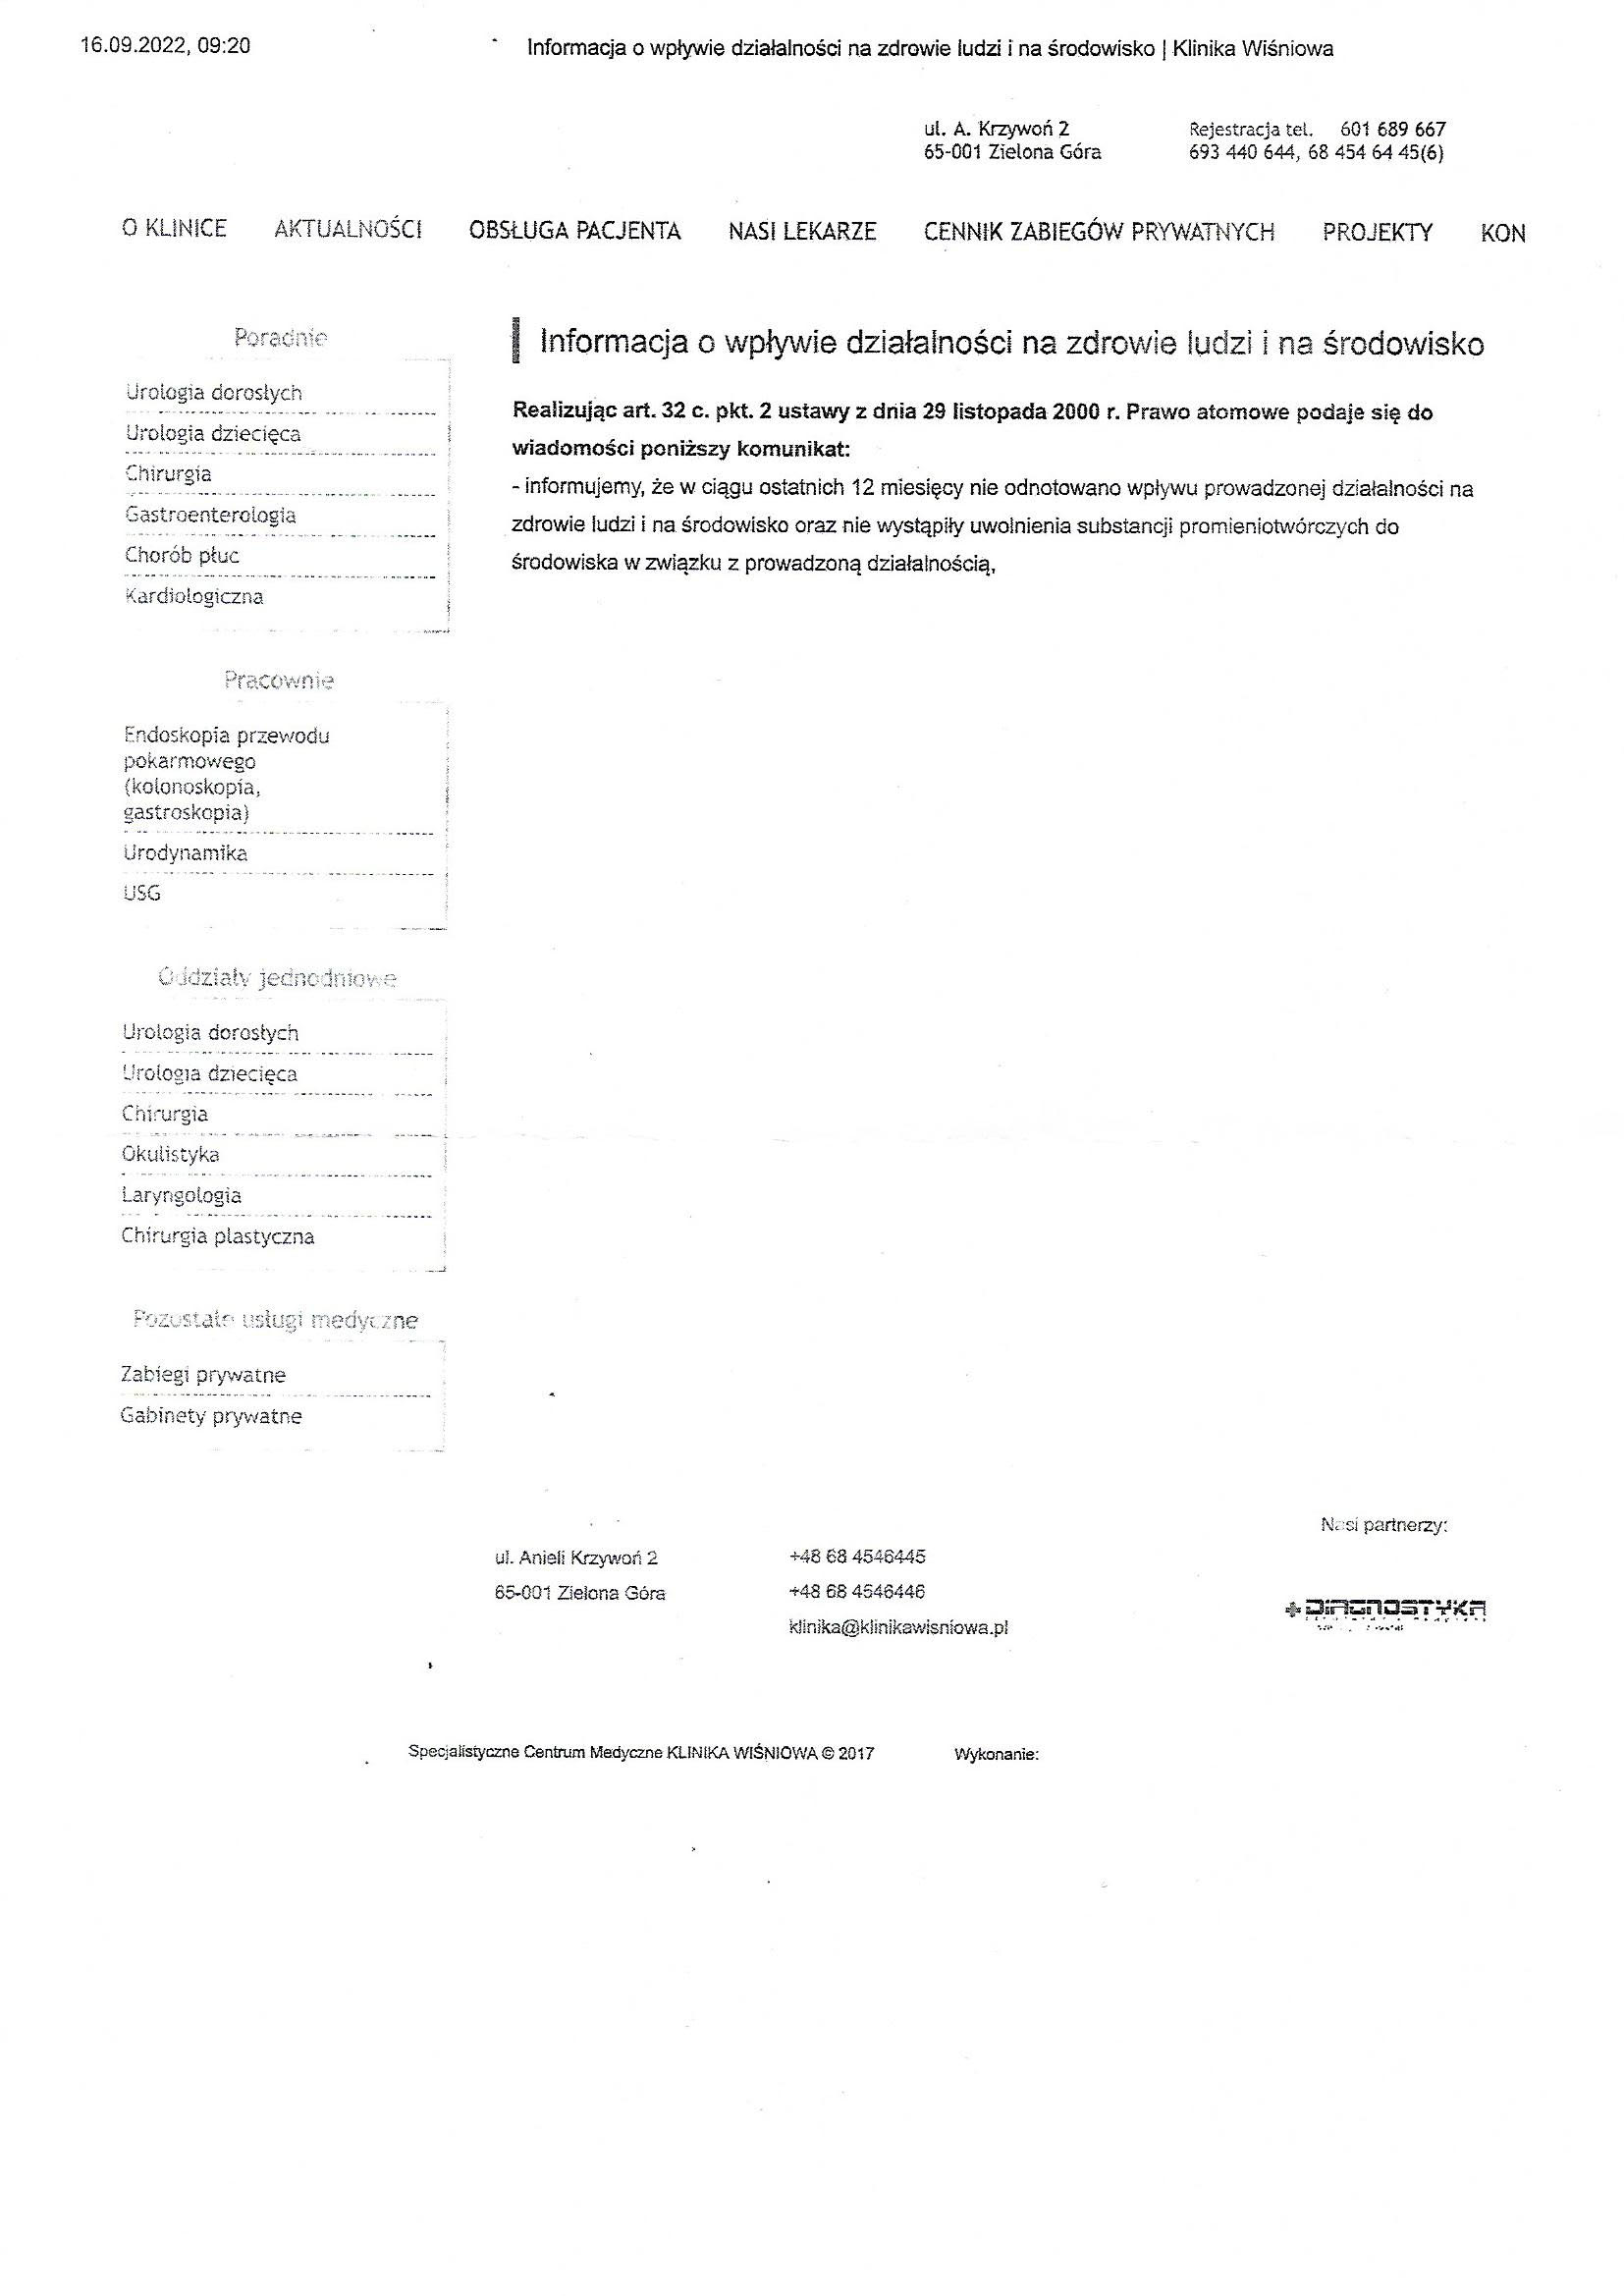 16.09.2022, 09:20
Informacja o wpływie działalności na zdrowie ludzi i na środowisko | Klinika Wiśniowa
ul. A. Krzywoń 2
65-001 Zielona Góra
Rejestracja tel. 601 689 667
693 440 644, 68 454 64 45(6)
O KLINICE AKTUALNOŚCI OBSŁUGA PACJENTA NASI LEKARZE CENNIK ZABIEGÓW PRYWATNYCH PROJEKTY KON
Poradnie
Urologia dorosłych
Urologia dziecięca
Chirurgia
Gastroenterologia
Chorób płuc
Kardiologiczna
Pracownie
Endoskopia przewodu
pokarmowego
(kolonoskopia,
gastroskopia)
Urodynamika
USG
Oddziały jednodniowe
Urologia dorosłych
Urologia dziecięca
Chirurgia
Okulistyka
Laryngologia
Chirurgia plastyczna
Pozostałe usługi medyczne
Zabiegi prywatne
Gabinety prywatne
Informacja o wpływie działalności na zdrowie ludzi i na środowisko
Realizując art. 32 c. pkt. 2 ustawy z dnia 29 listopada 2000 r. Prawo atomowe podaje się do
wiadomości poniższy komunikat:
- informujemy, że w ciągu ostatnich 12 miesięcy nie odnotowano wpływu prowadzonej działalności na
zdrowie ludzi i na środowisko oraz nie wystąpiły uwolnienia substancji promieniotwórczych do
środowiska w związku z prowadzoną działalnością,
ul. Anieli Krzywoń 2
65-001 Zielona Góra
+48 68 4546445
+48 68 4546446
klinika@klinikawisniowa.pl
Nasi partnerzy:
DIAGNOSTYKA
Specjalistyczne Centrum Medyczne KLINIKA WIŚNIOWA © 2017
Wykonanie: